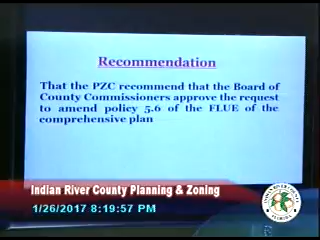 Recommendation
That the PZC recommend that the Board of
County Commissioners approve the request
to amend policy 5.6 of the FLUE of the
comprehensive plan
Indian River County Planning & Zoning
1/26/2017 8:19:57 PM